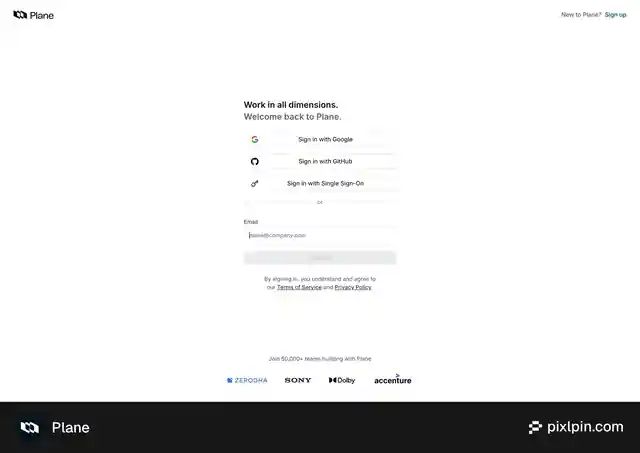 Plane
New to Plane? Sign up
Work in all dimensions.
Welcome back to Plane.
Sign in with Google
Sign in with GitHub
Sign in with Single Sign-On
or
Email
name@company.com
By signing in, you understand and agree to
our Terms of Service and Privacy Policy
Join 50,000+ teams building with Plane
ZERODHA SONY Dolby accenture
Plane pixlpin.com